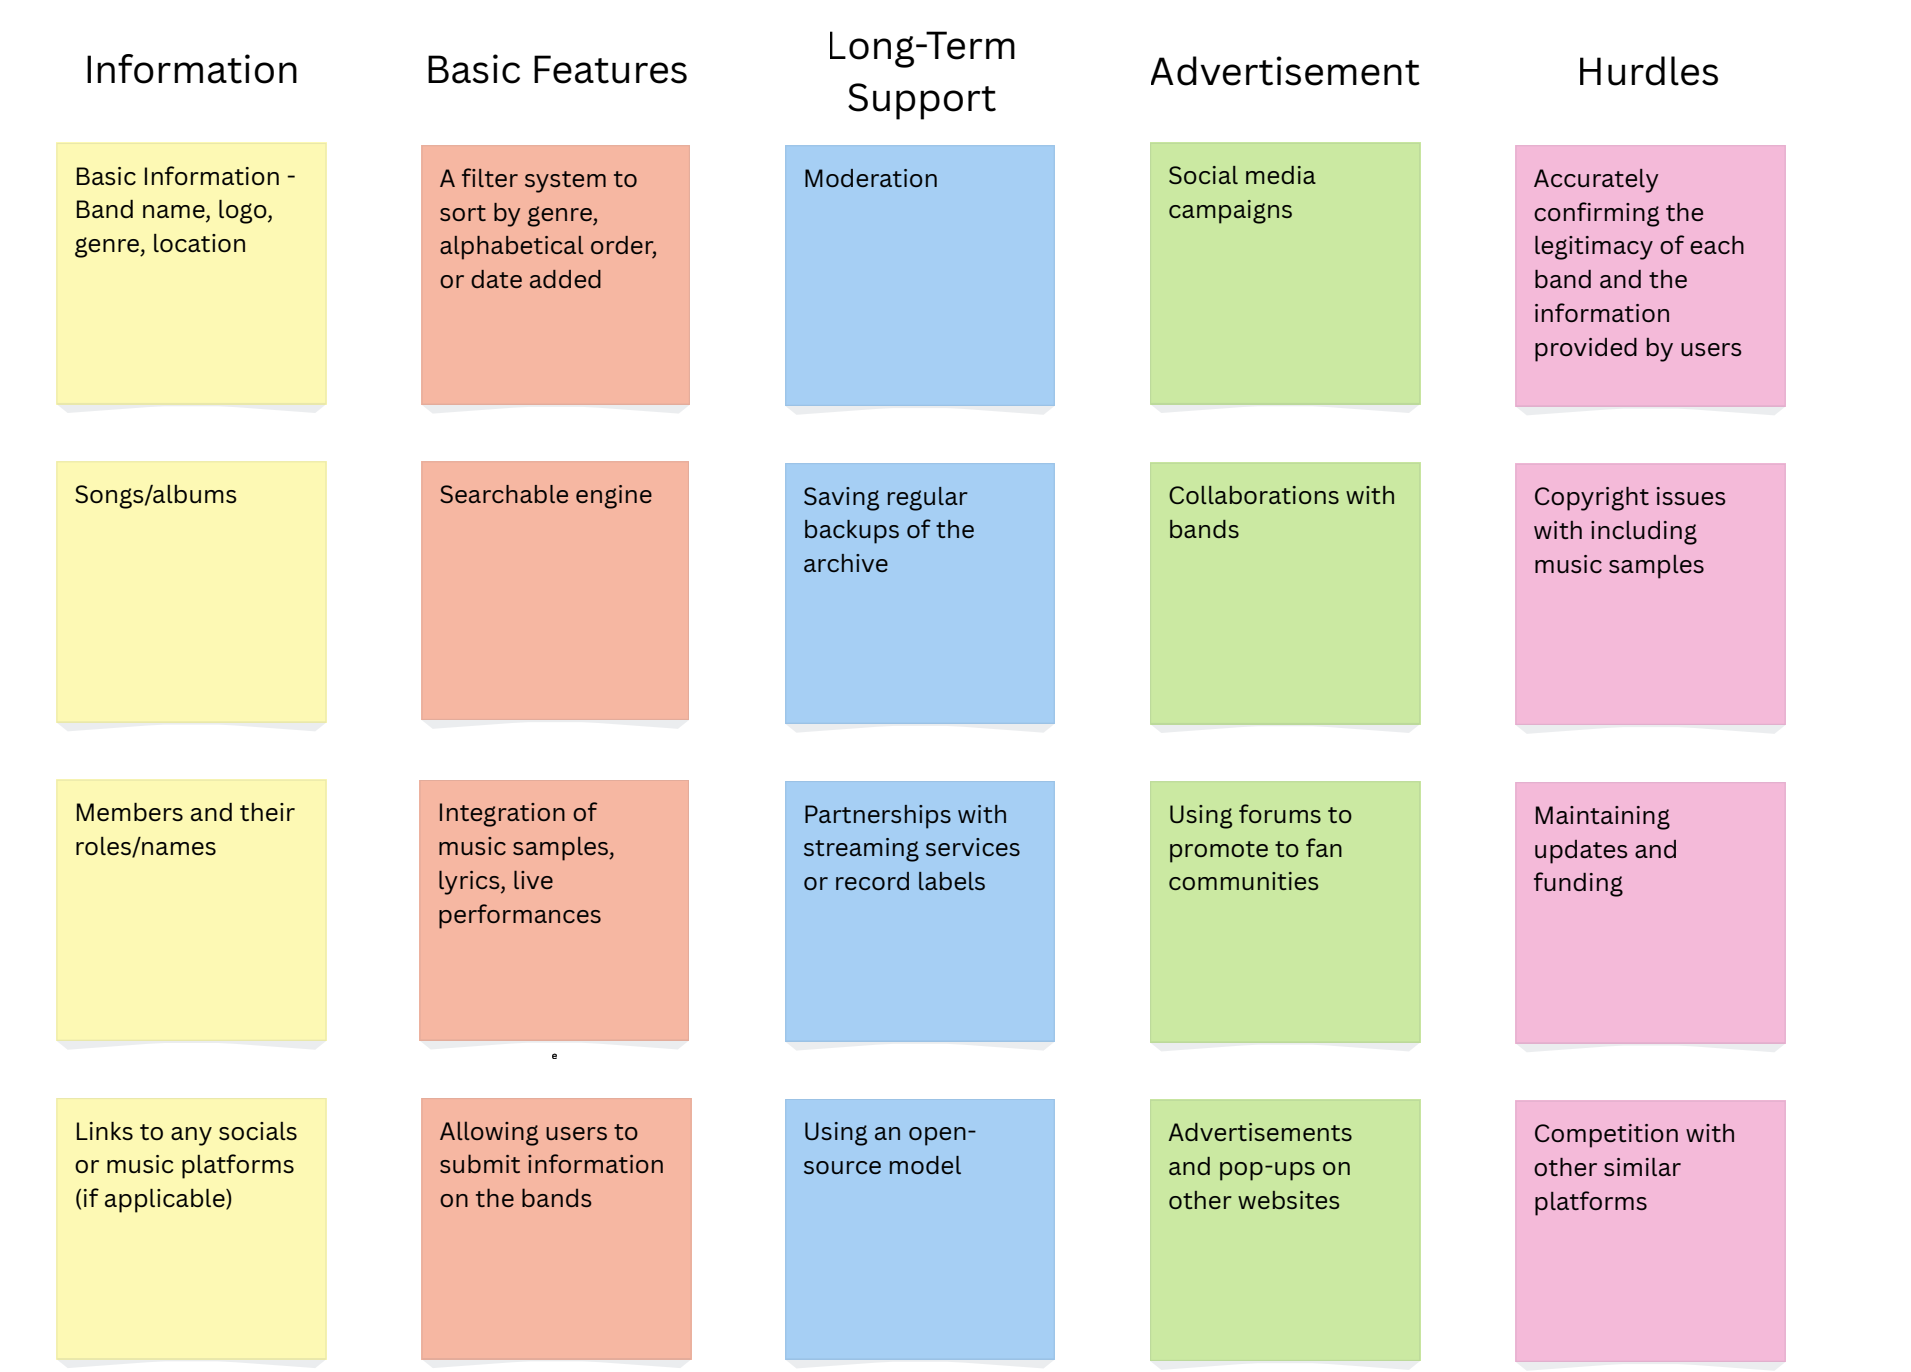 Information
Basic Information -
Band name, logo,
genre, location
Songs/albums
Members and their
roles/names
Links to any socials
or music platforms
(if applicable)
Basic Features
A filter system to
sort by genre,
alphabetical order,
or date added
Searchable engine
Integration of
music samples,
lyrics, live
performances
e
Allowing users to
submit information
on the bands
Long-Term
Support
Moderation
Saving regular
backups of the
archive
Partnerships with
streaming services
or record labels
Using an open-
source model
Advertisement
Social media
campaigns
Collaborations with
bands
Using forums to
promote to fan
communities
Advertisements
and pop-ups on
other websites
Hurdles
Accurately
confirming the
legitimacy of each
band and the
information
provided by users
Copyright issues
with including
music samples
Maintaining
updates and
funding
Competition with
other similar
platforms